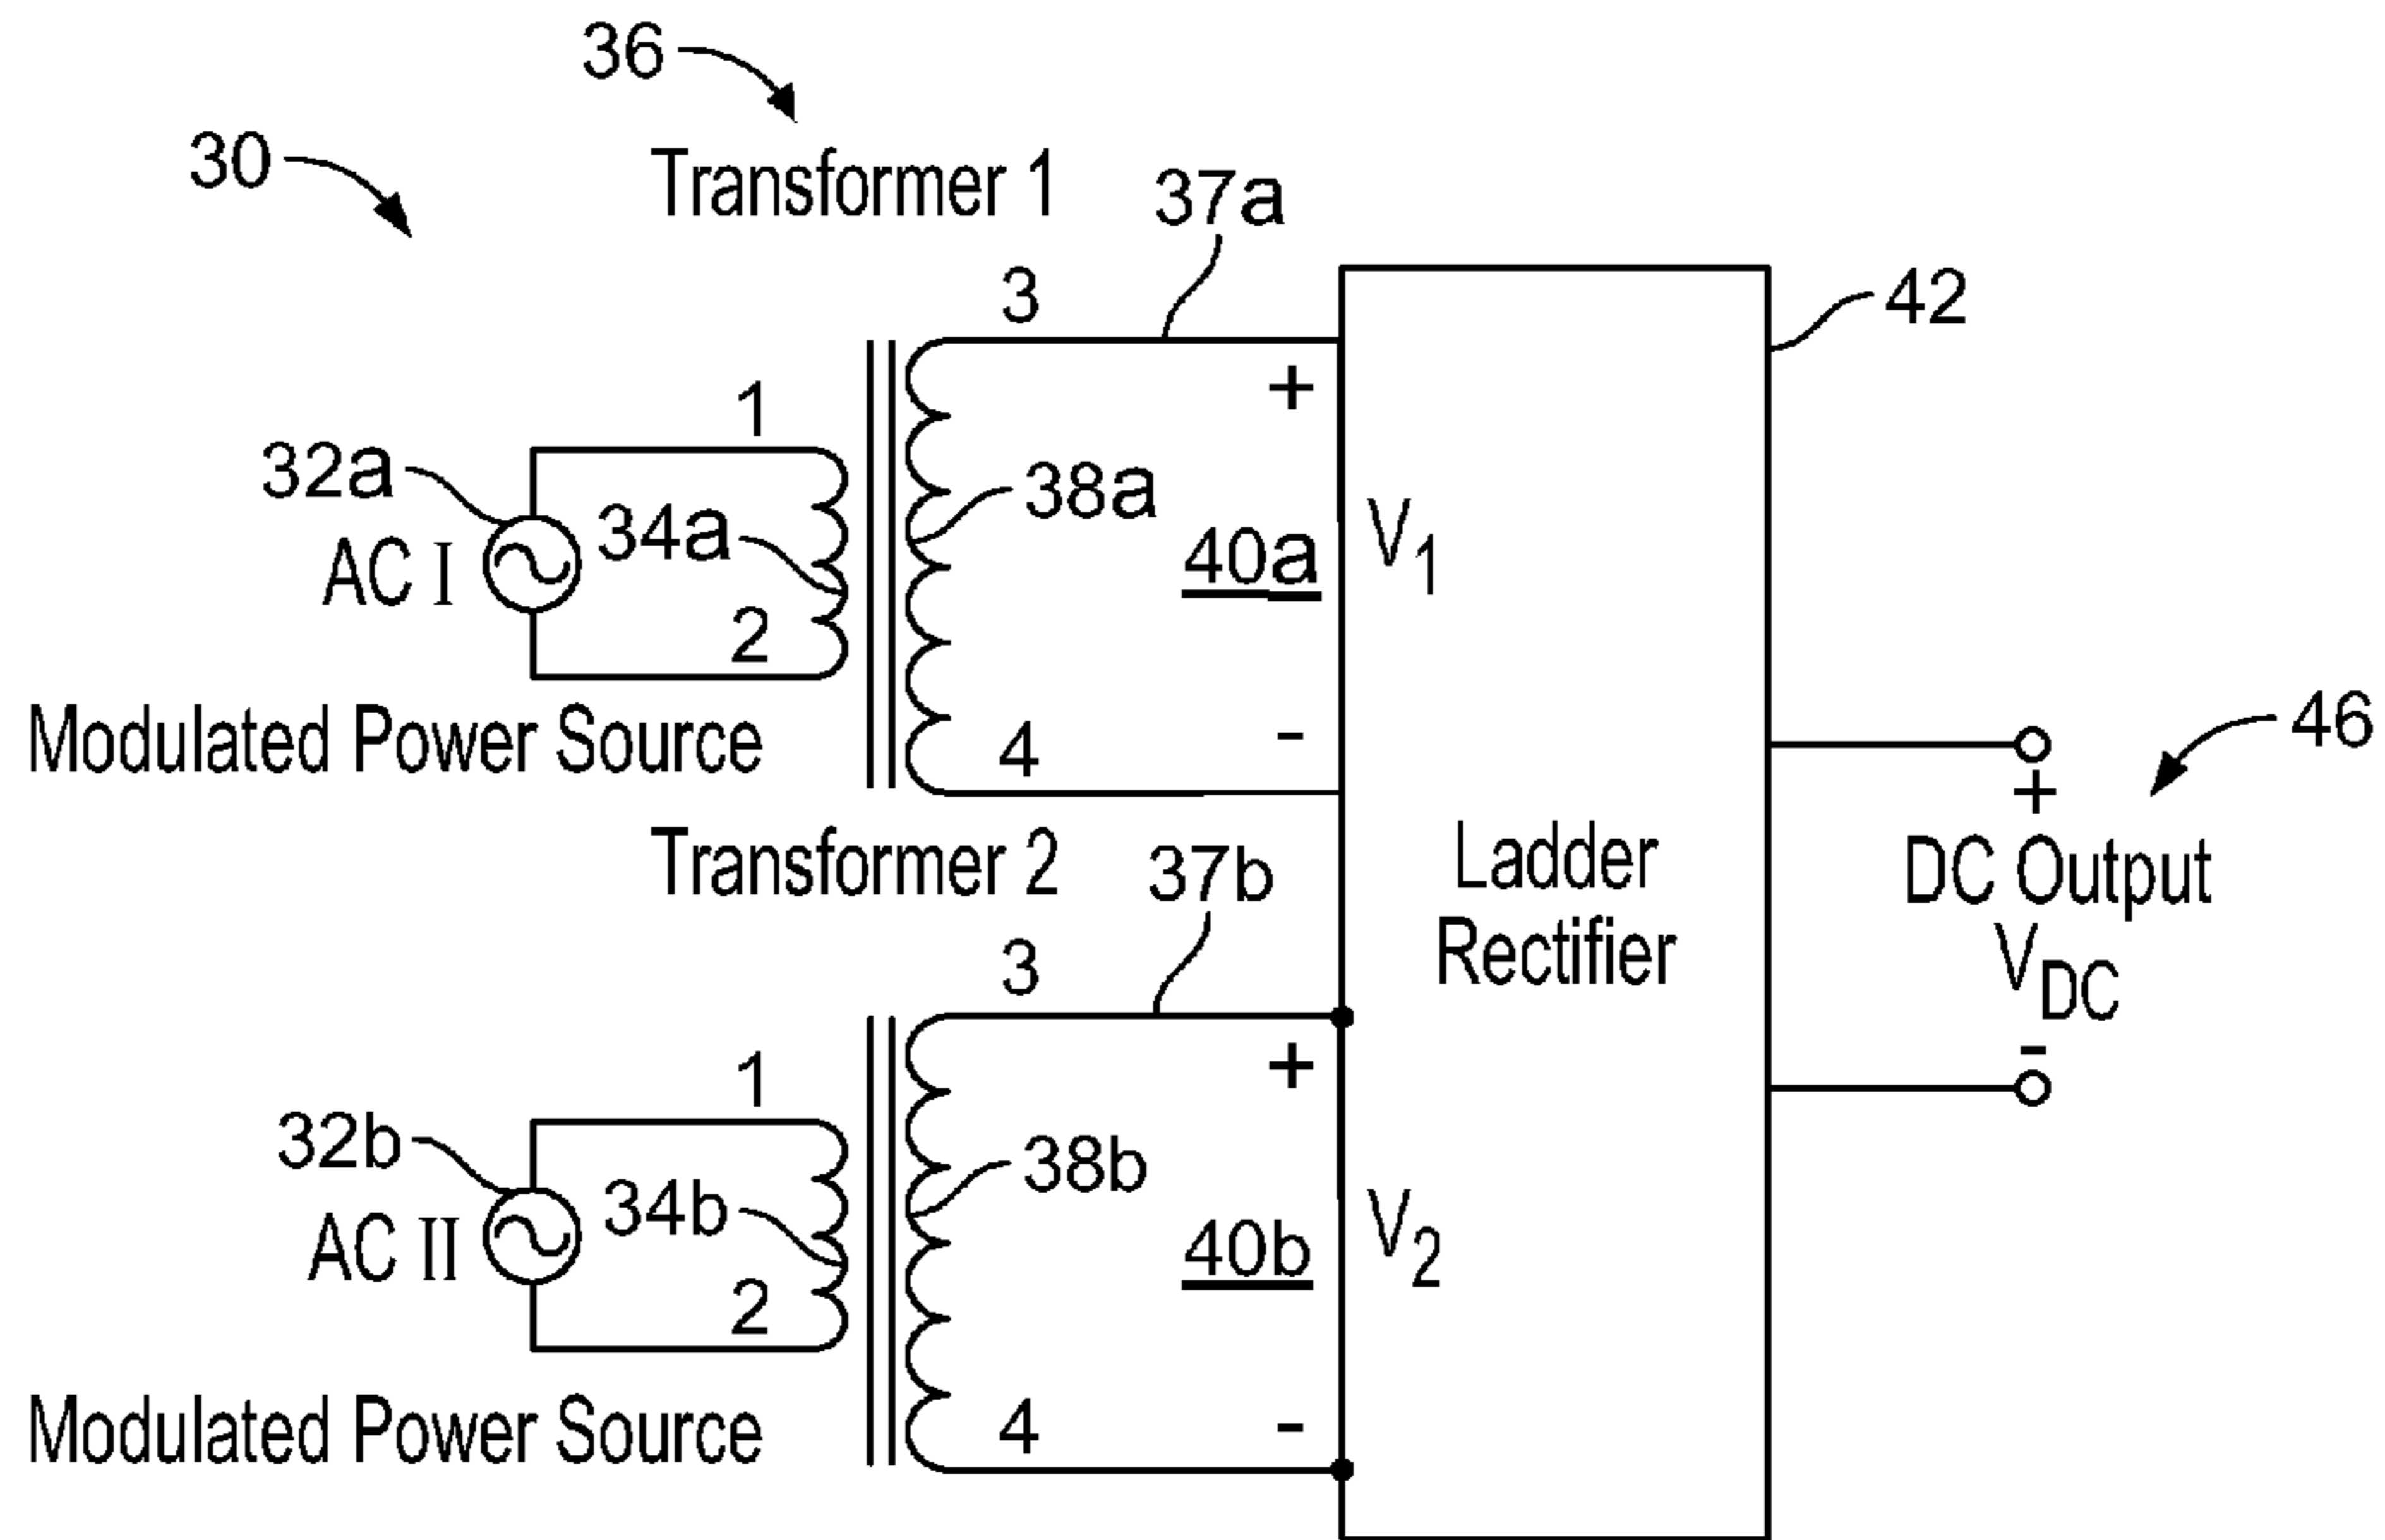 36
30
Transformer 1
37a
3
42
+
1
32a
38a
34a
V1
AC I
40a
2
Modulated Power Source
4
-
46
+
Transformer 2
37b
Ladder
Rectifier
DC Output
VDC
3
-
+
1
32b
38b
34b
V2
AC II
40b
2
Modulated Power Source
4
-